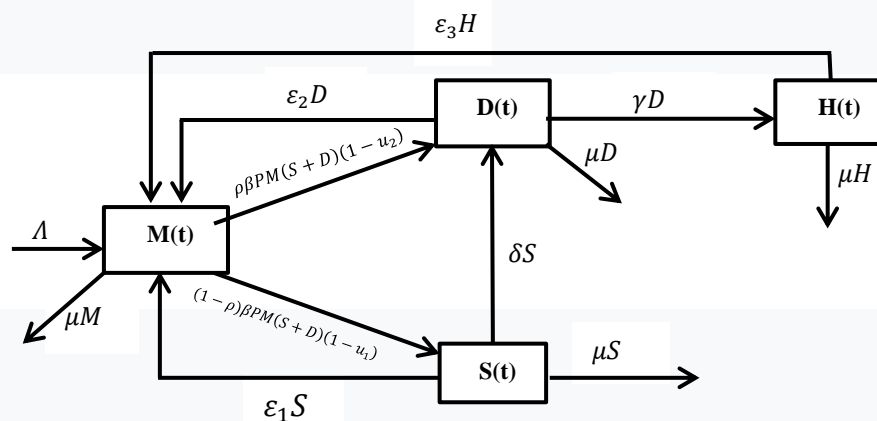 ε₃H
ε₂D
D(t)
γD
H(t)
ρβPM(S + D)(1 − u₂)
μD
μH
Λ
M(t)
δS
μM
(1 − ρ)βPM(S + D)(1 − u₁)
μS
S(t)
ε₁S